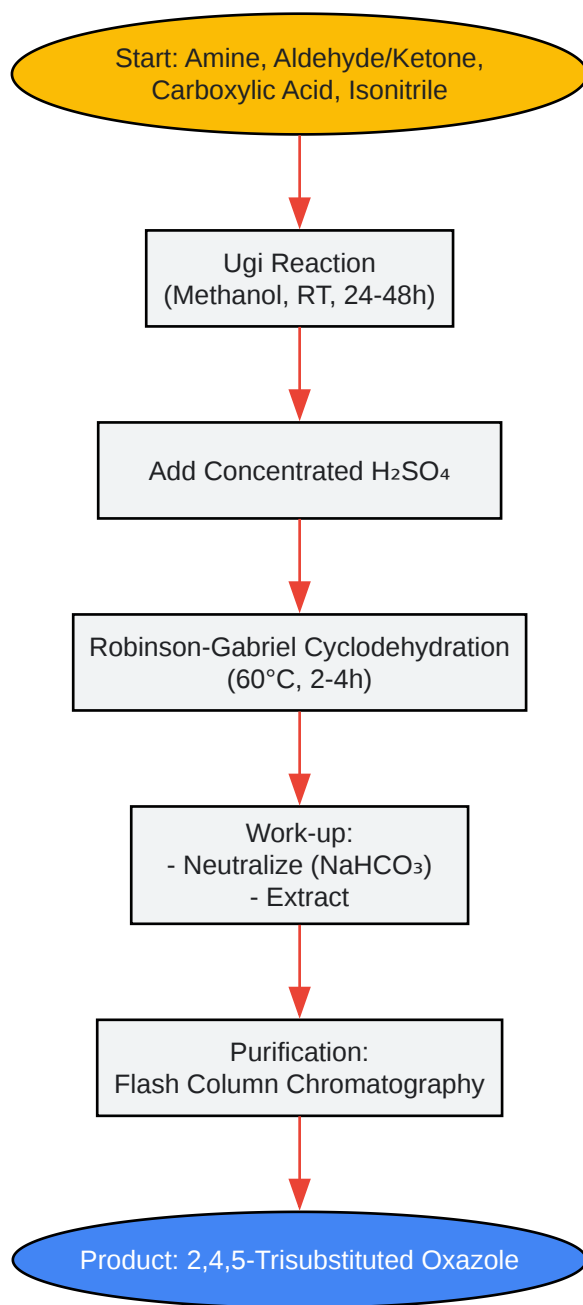 Start: Amine, Aldehyde/Ketone,
Carboxylic Acid, Isonitrile
Ugi Reaction
(Methanol, RT, 24-48h)
Add Concentrated H₂SO₄
Robinson-Gabriel Cyclodehydration
(60°C, 2-4h)
Work-up:
- Neutralize (NaHCO₃)
- Extract
Purification:
Flash Column Chromatography
Product: 2,4,5-Trisubstituted Oxazole